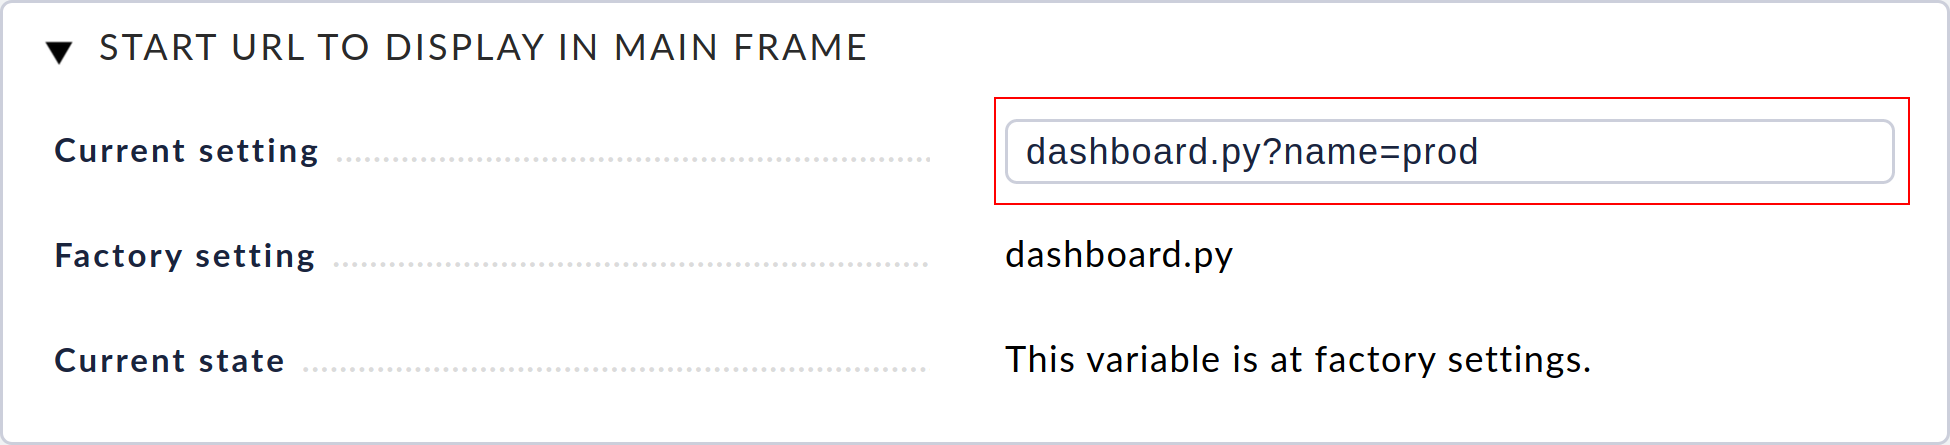 START URL TO DISPLAY IN MAIN FRAME
Current setting dashboard.py?name=prod
Factory setting dashboard.py
Current state This variable is at factory settings.